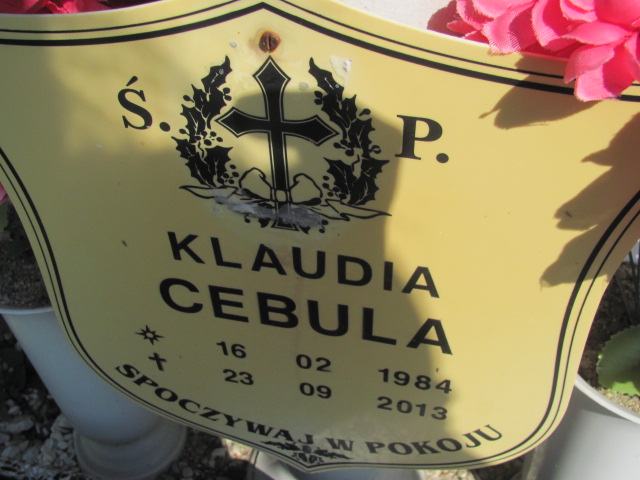 Ś. P.
KLAUDIA
CEBULA
16 02 1984
23 09 2013
SPOCZYWAJ W POKOJU